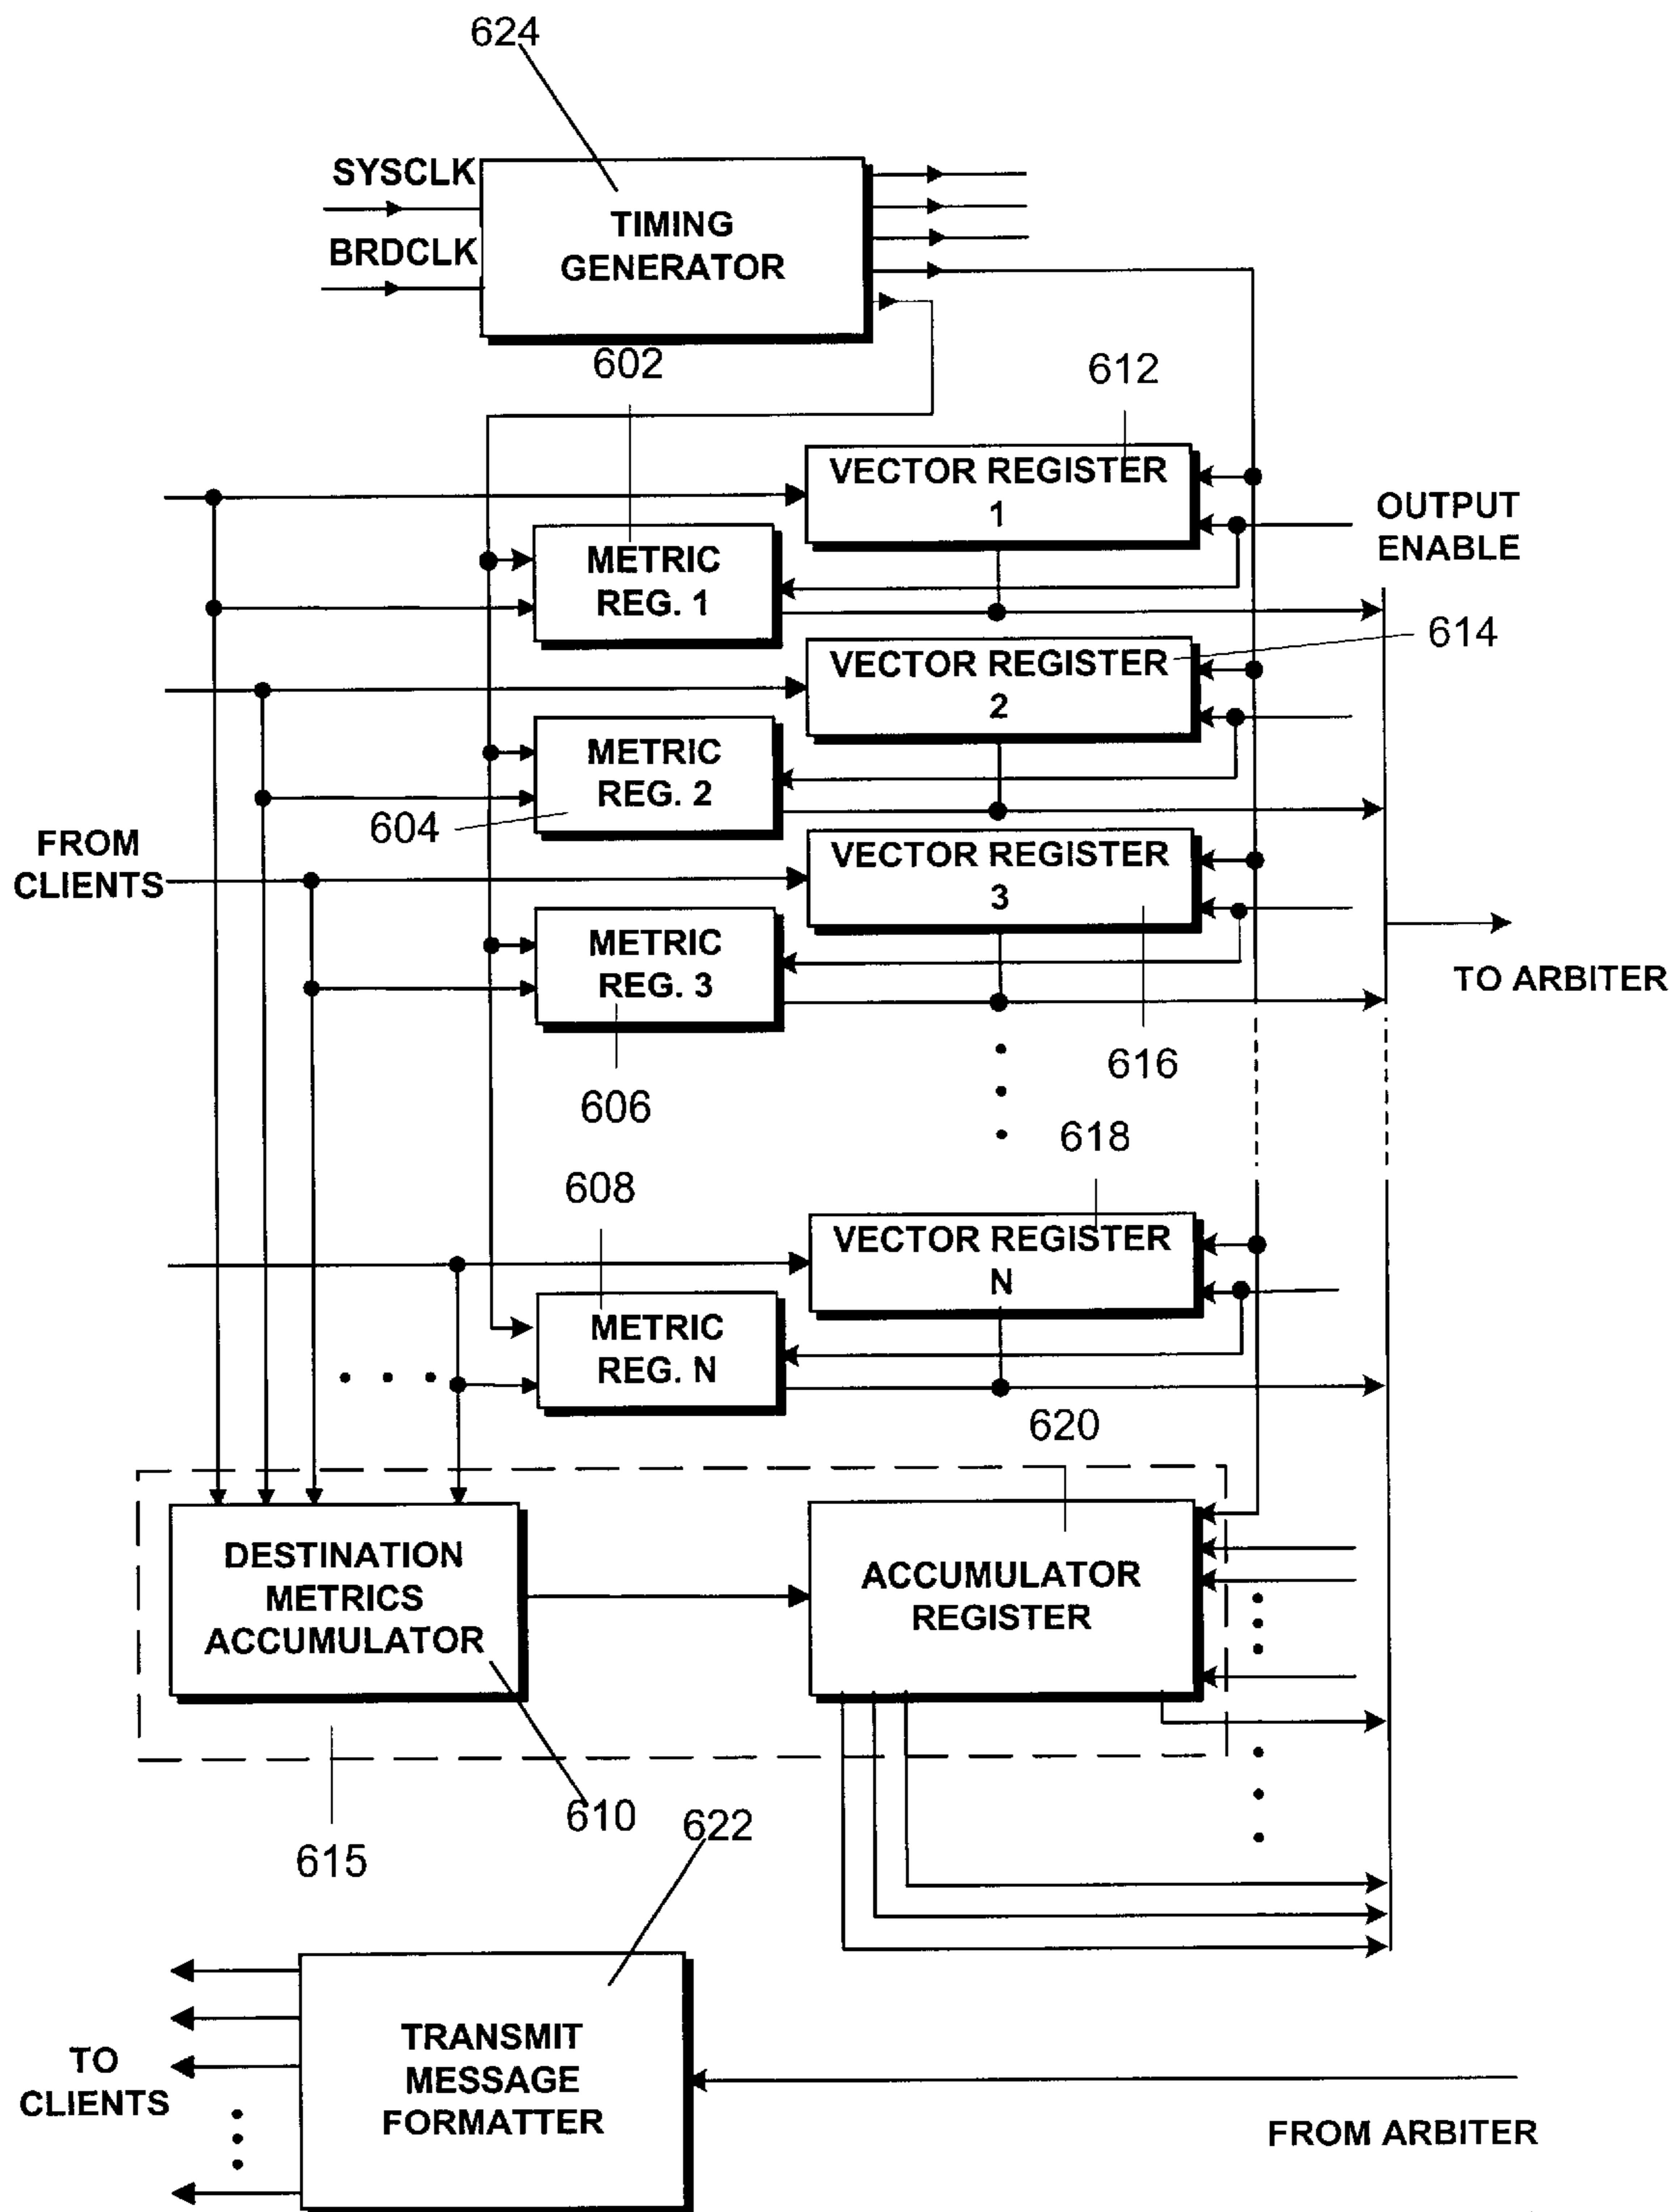 624
SYSCLK
BRDCLK
TIMING
GENERATOR
602
612
VECTOR REGISTER
1
OUTPUT
ENABLE
METRIC
REG. 1
614
VECTOR REGISTER
2
METRIC
REG. 2
604
FROM
CLIENTS
VECTOR REGISTER
3
METRIC
REG. 3
TO ARBITER
616
606
618
608
VECTOR REGISTER
N
METRIC
REG. N
620
DESTINATION
METRICS
ACCUMULATOR
ACCUMULATOR
REGISTER
610
622
615
TO
CLIENTS
TRANSMIT
MESSAGE
FORMATTER
FROM ARBITER